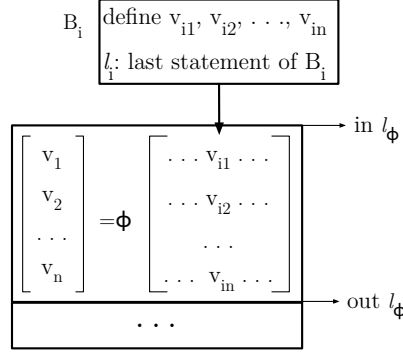 B_i define v_i1, v_i2, . . ., v_in
l_i: last statement of B_i
in l_ϕ
v_1 . . . v_i1 . . .
v_2 . . . v_i2 . . .
=ϕ
. . . . . .
v_n . . . v_in . . .
out l_ϕ
. . .